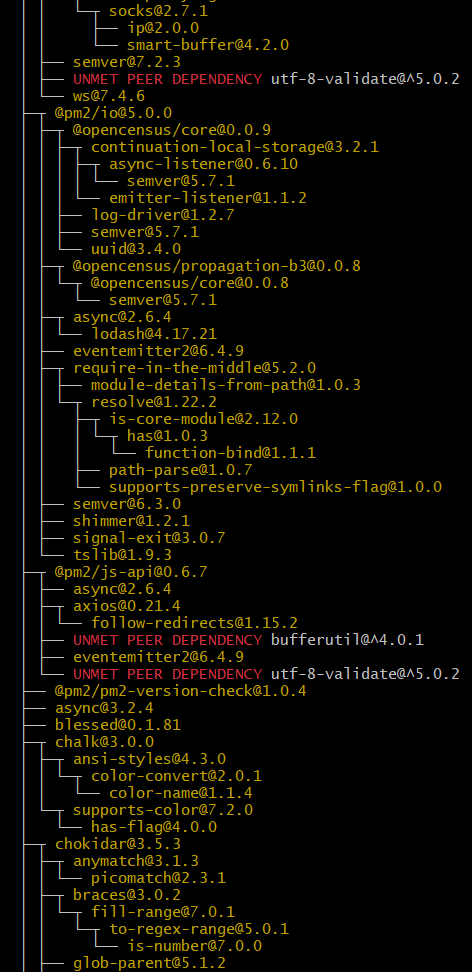 socks@2.7.1
ip@2.0.0
smart-buffer@4.2.0
semver@7.2.3
UNMET PEER DEPENDENCY utf-8-validate@^5.0.2
ws@7.4.6
@pm2/io@5.0.0
@opencensus/core@0.0.9
continuation-local-storage@3.2.1
async-listener@0.6.10
semver@5.7.1
emitter-listener@1.1.2
log-driver@1.2.7
semver@5.7.1
uuid@3.4.0
@opencensus/propagation-b3@0.0.8
@opencensus/core@0.0.8
semver@5.7.1
async@2.6.4
lodash@4.17.21
eventemitter2@6.4.9
require-in-the-middle@5.2.0
module-details-from-path@1.0.3
resolve@1.22.2
is-core-module@2.12.0
has@1.0.3
function-bind@1.1.1
path-parse@1.0.7
supports-preserve-symlinks-flag@1.0.0
semver@6.3.0
shimmer@1.2.1
signal-exit@3.0.7
tslib@1.9.3
@pm2/js-api@0.6.7
async@2.6.4
axios@0.21.4
follow-redirects@1.15.2
UNMET PEER DEPENDENCY bufferutil@^4.0.1
eventemitter2@6.4.9
UNMET PEER DEPENDENCY utf-8-validate@^5.0.2
@pm2/pm2-version-check@1.0.4
async@3.2.4
blessed@0.1.81
chalk@3.0.0
ansi-styles@4.3.0
color-convert@2.0.1
color-name@1.1.4
supports-color@7.2.0
has-flag@4.0.0
chokidar@3.5.3
anymatch@3.1.3
picomatch@2.3.1
braces@3.0.2
fill-range@7.0.1
to-regex-range@5.0.1
is-number@7.0.0
glob-parent@5.1.2